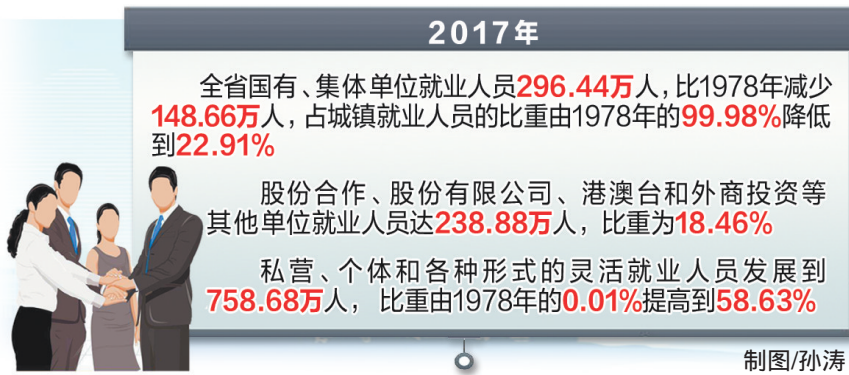 2017年
全省国有、集体单位就业人员296.44万人，比1978年减少
148.66万人，占城镇就业人员的比重由1978年的99.98%降低
到22.91%
股份合作、股份有限公司、港澳台和外商投资等
其他单位就业人员达238.88万人，比重为18.46%
私营、个体和各种形式的灵活就业人员发展到
758.68万人，比重由1978年的0.01%提高到58.63%
制图/孙涛